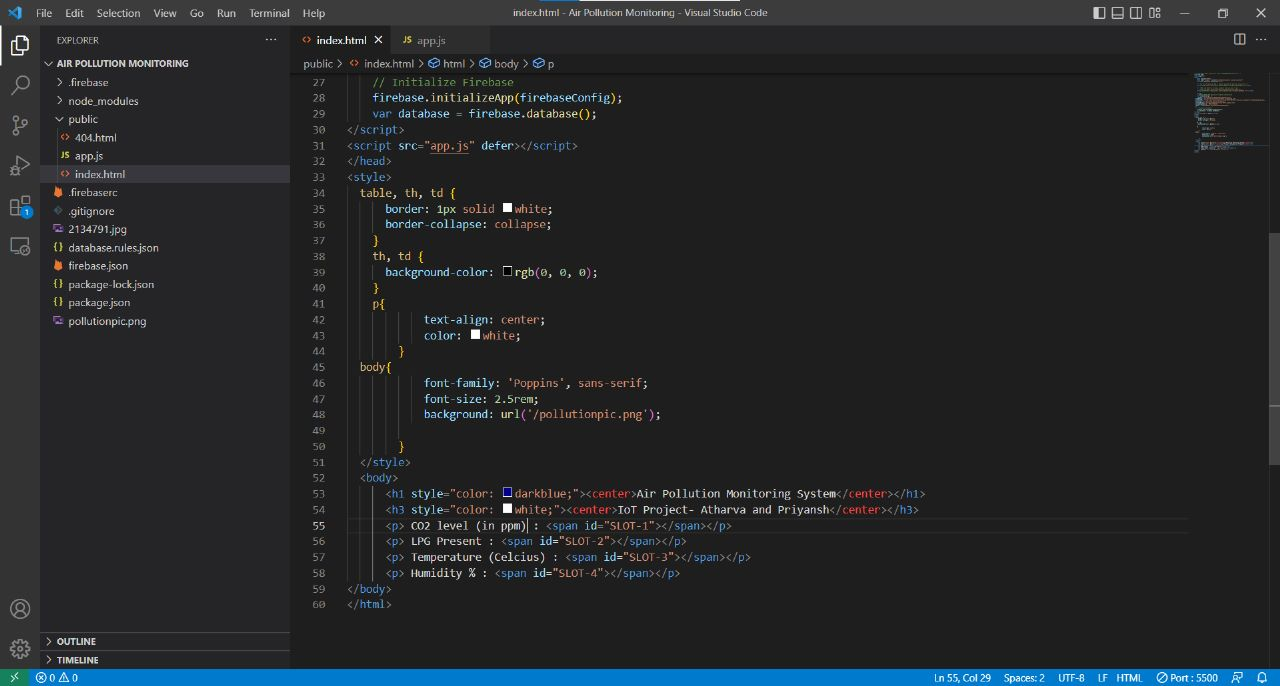 File Edit Selection View Go Run Terminal Help
index.html - Air Pollution Monitoring - Visual Studio Code
EXPLORER
AIR POLLUTION MONITORING
.firebase
node_modules
public
404.html
JS app.js
index.html
.firebaserc
.gitignore
2134791.jpg
{} database.rules.json
firebase.json
{} package-lock.json
{} package.json
pollutionpic.png
OUTLINE
TIMELINE
1
index.html
JS app.js
public > index.html > html > body > p
27 // Initialize Firebase
28 firebase.initializeApp(firebaseConfig);
29 var database = firebase.database();
30 </script>
31 <script src="app.js" defer></script>
32 </head>
33 <style>
34 table, th, td {
35 border: 1px solid white;
36 border-collapse: collapse;
37 }
38 th, td {
39 background-color: rgb(0, 0, 0);
40 }
41 p{
42 text-align: center;
43 color: white;
44 }
45 body{
46 font-family: 'Poppins', sans-serif;
47 font-size: 2.5rem;
48 background: url('/pollutionpic.png');
49
50 }
51 </style>
52 <body>
53 <h1 style="color: darkblue;"><center>Air Pollution Monitoring System</center></h1>
54 <h3 style="color: white;"><center>IoT Project- Atharva and Priyansh</center></h3>
55 <p> CO2 level (in ppm) : <span id="SLOT-1"></span></p>
56 <p> LPG Present : <span id="SLOT-2"></span></p>
57 <p> Temperature (Celcius) : <span id="SLOT-3"></span></p>
58 <p> Humidity % : <span id="SLOT-4"></span></p>
59 </body>
60 </html>
0 0
Ln 55, Col 29 Spaces: 2 UTF-8 LF HTML Port : 5500